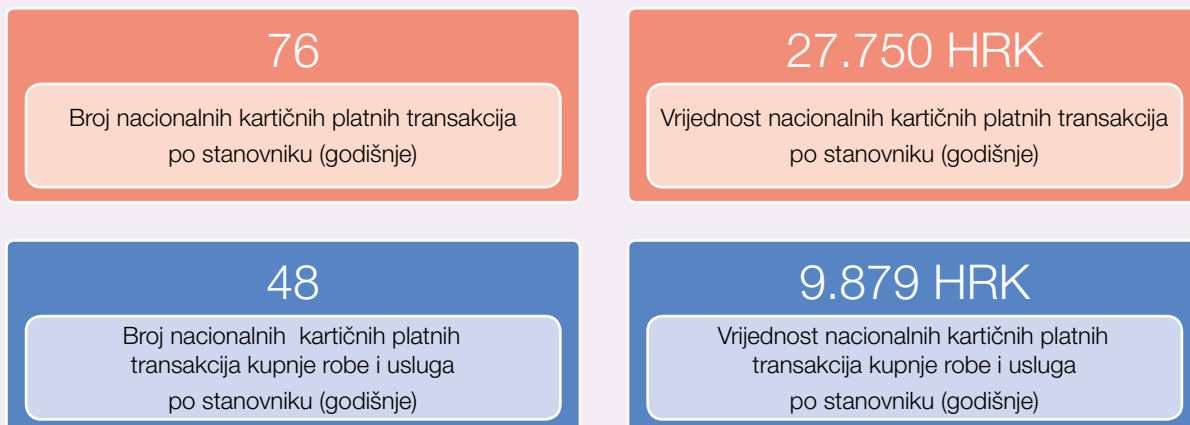 76
Broj nacionalnih kartičnih platnih transakcija
po stanovniku (godišnje)
27.750 HRK
Vrijednost nacionalnih kartičnih platnih transakcija
po stanovniku (godišnje)
48
Broj nacionalnih kartičnih platnih
transakcija kupnje robe i usluga
po stanovniku (godišnje)
9.879 HRK
Vrijednost nacionalnih kartičnih platnih
transakcija kupnje robe i usluga
po stanovniku (godišnje)